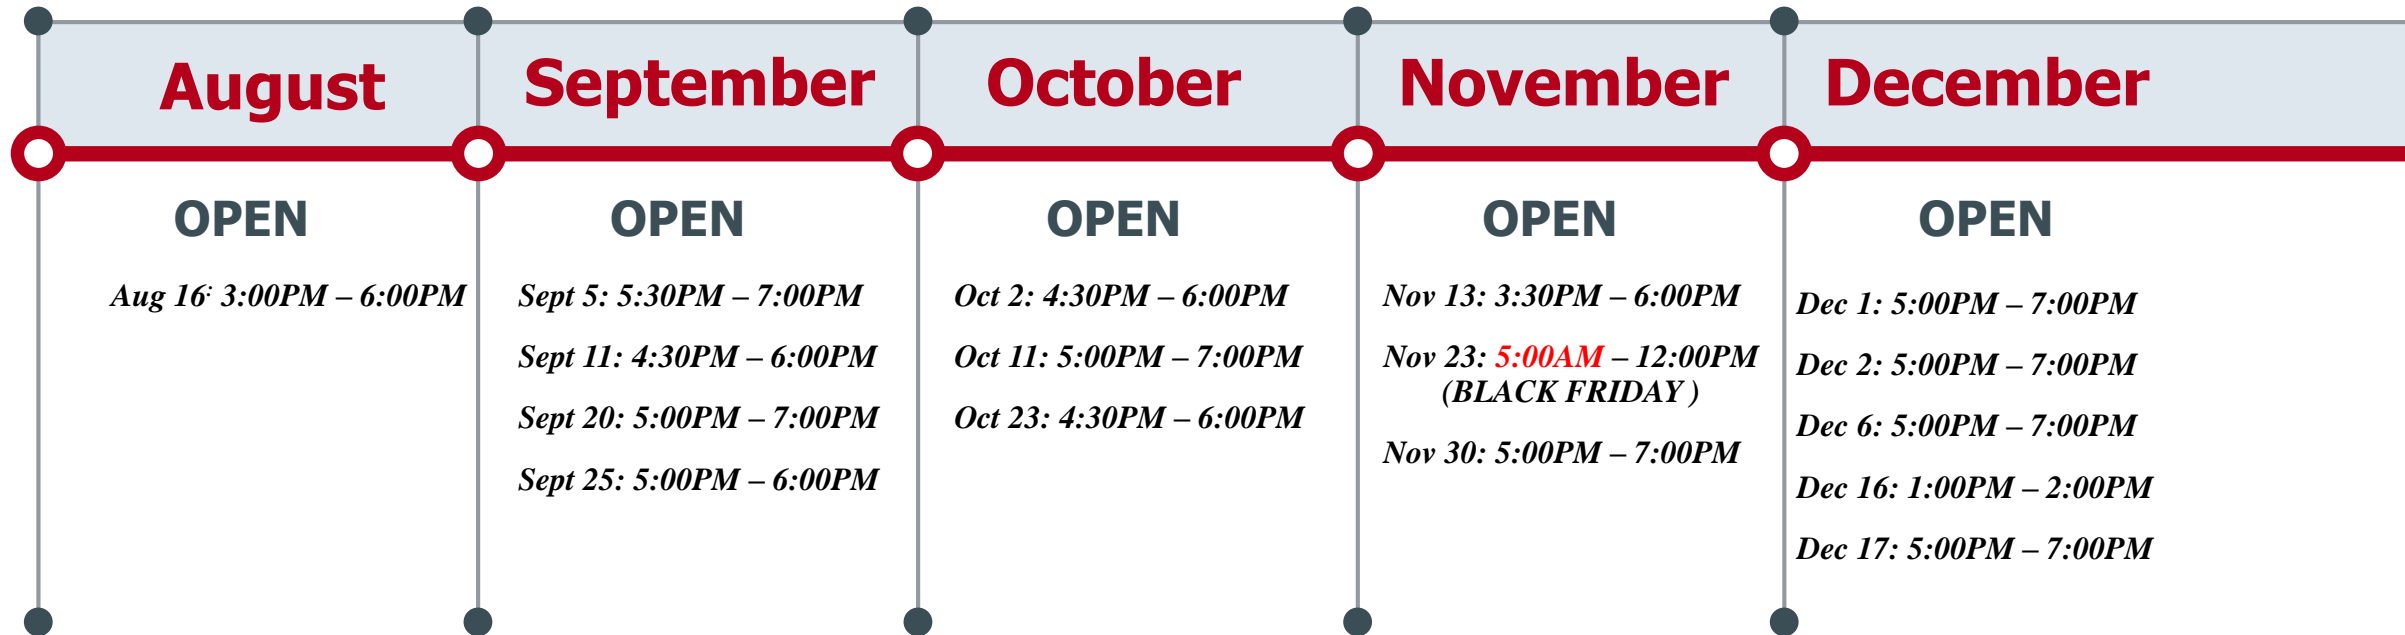 August
OPEN
Aug 16: 3:00PM – 6:00PM
September
OPEN
Sept 5: 5:30PM – 7:00PM
Sept 11: 4:30PM – 6:00PM
Sept 20: 5:00PM – 7:00PM
Sept 25: 5:00PM – 6:00PM
October
OPEN
Oct 2: 4:30PM – 6:00PM
Oct 11: 5:00PM – 7:00PM
Oct 23: 4:30PM – 6:00PM
November
OPEN
Nov 13: 3:30PM – 6:00PM
Nov 23: 5:00AM – 12:00PM
(BLACK FRIDAY )
Nov 30: 5:00PM – 7:00PM
December
OPEN
Dec 1: 5:00PM – 7:00PM
Dec 2: 5:00PM – 7:00PM
Dec 6: 5:00PM – 7:00PM
Dec 16: 1:00PM – 2:00PM
Dec 17: 5:00PM – 7:00PM